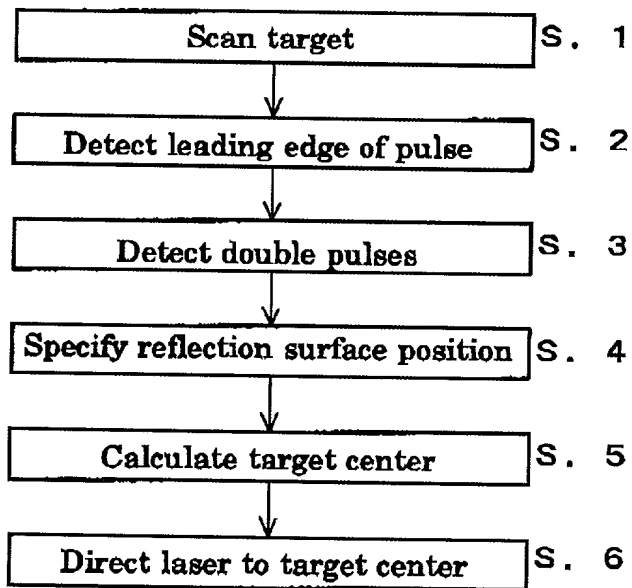 Scan target S. 1
Detect leading edge of pulse S. 2
Detect double pulses S. 3
Specify reflection surface position S. 4
Calculate target center S. 5
Direct laser to target center S. 6